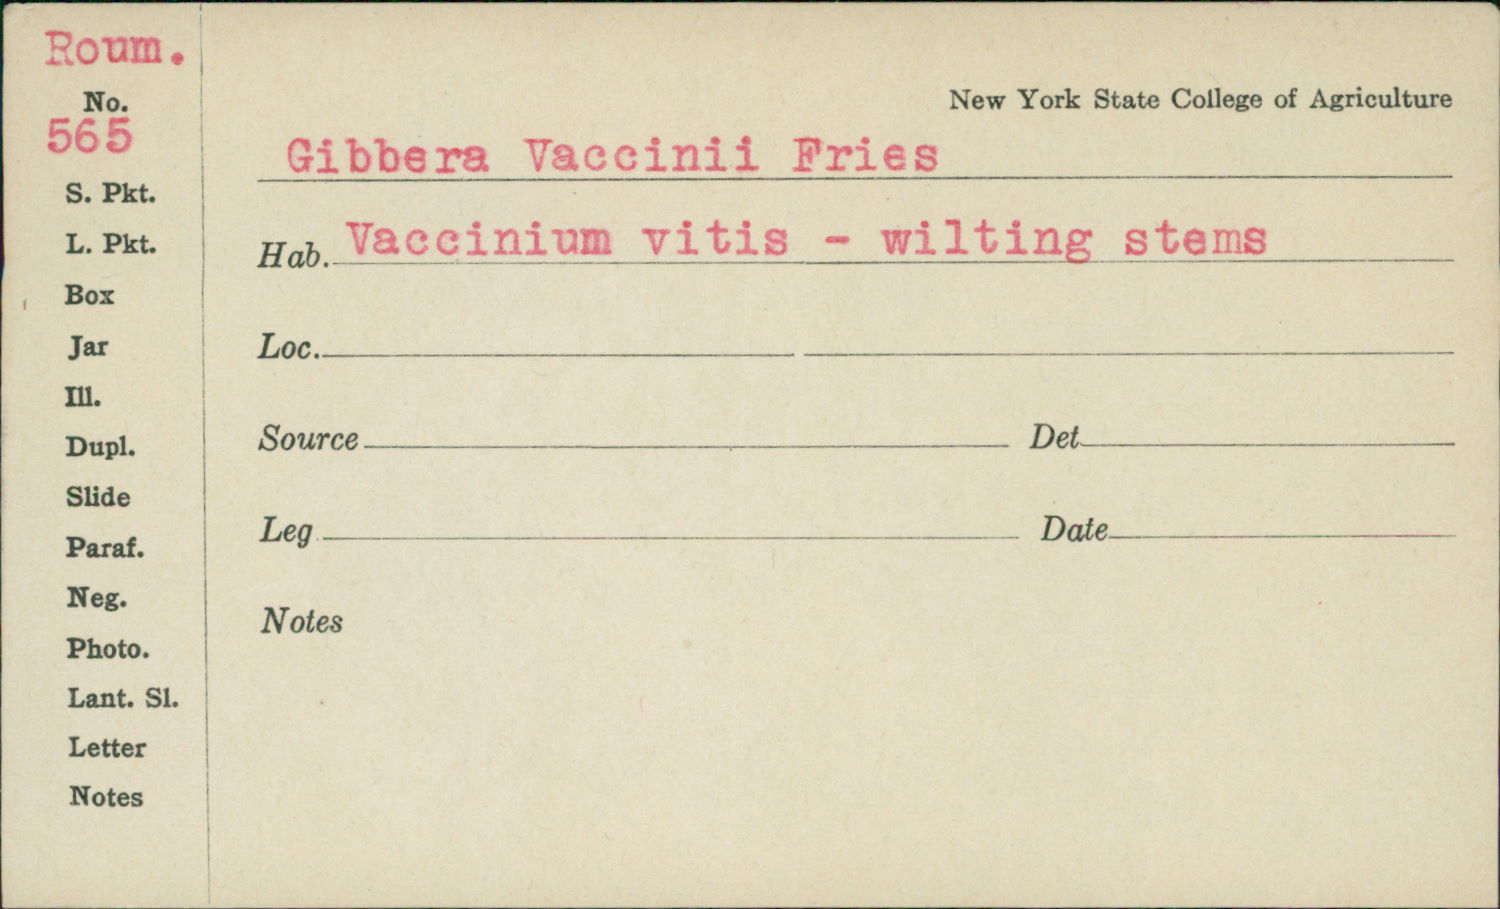 Roum.
No.
565
S. Pkt.
L. Pkt.
Box
Jar
Ill.
Dupl.
Slide
Paraf.
Neg.
Photo.
Lant. Sl.
Letter
Notes
New York State College of Agriculture
Gibbera Vaccinii Fries
Hab. Vaccinium vitis - wilting stems
Loc.
Source Det
Leg Date
Notes